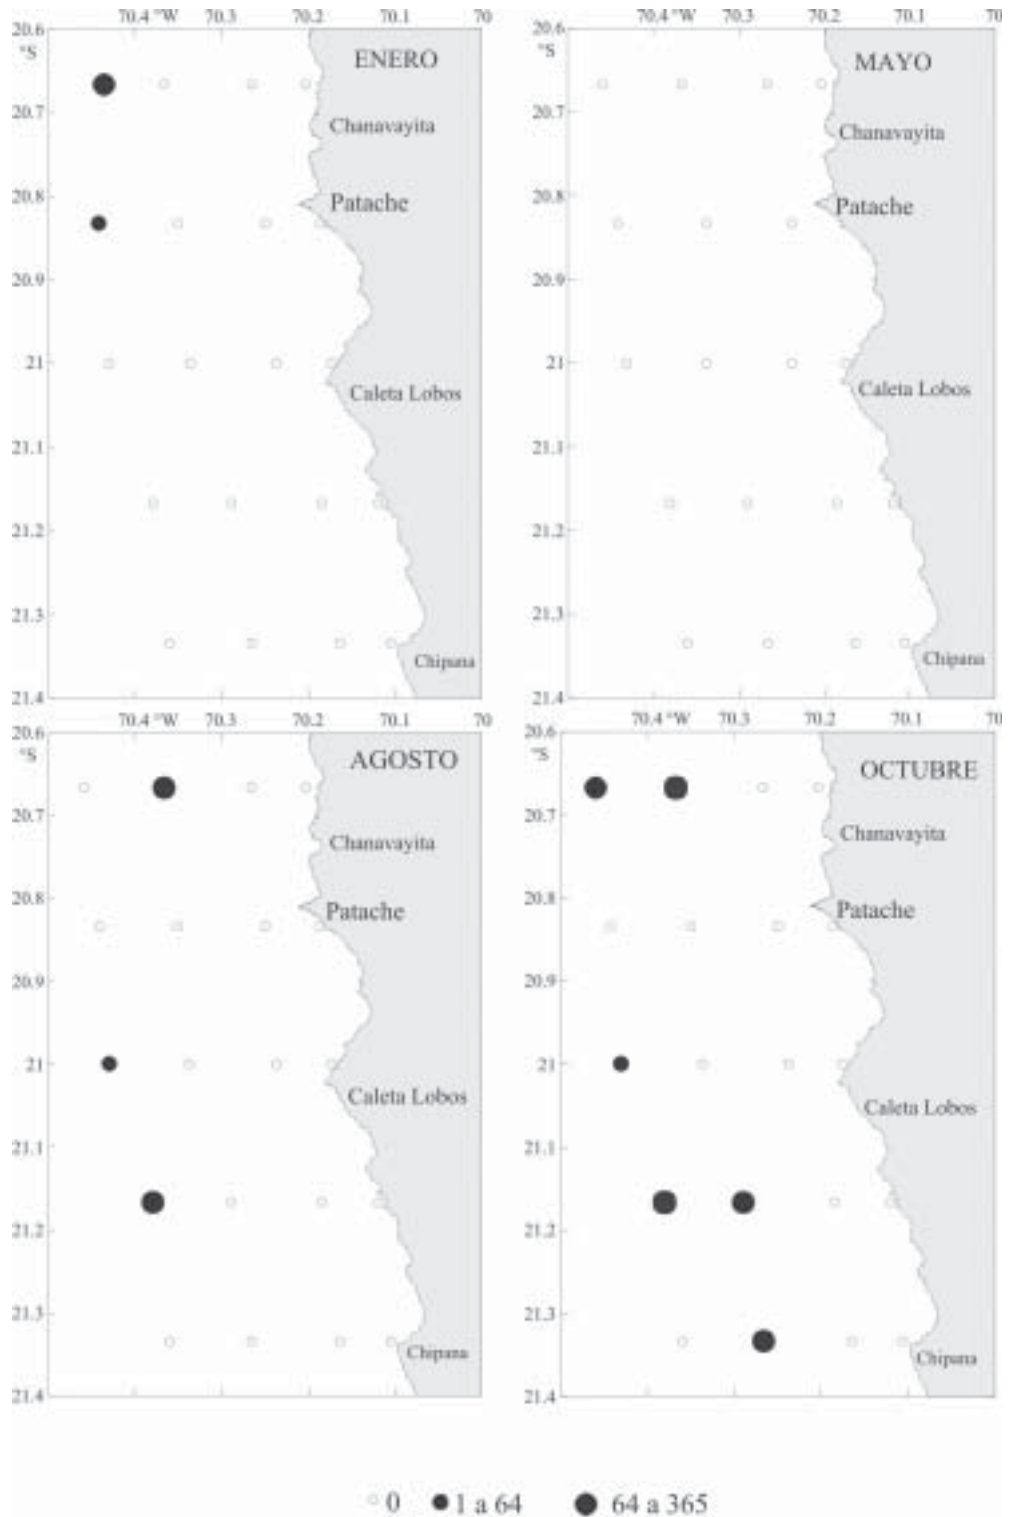 70.4 °W 70.3 70.2 70.1 70
20.6
°S
ENERO
20.7
Chanavayita
20.8
Patache
20.9
21
Caleta Lobos
21.1
21.2
21.3
Chipana
21.4
70.4 °W 70.3 70.2 70.1 70
20.6
°S
MAYO
20.7
Chanavayita
20.8
Patache
20.9
21
Caleta Lobos
21.1
21.2
21.3
Chipana
21.4
70.4 °W 70.3 70.2 70.1 70
20.6
°S
AGOSTO
20.7
Chanavayita
20.8
Patache
20.9
21
Caleta Lobos
21.1
21.2
21.3
Chipana
21.4
70.4 °W 70.3 70.2 70.1 70
20.6
°S
OCTUBRE
20.7
Chanavayita
20.8
Patache
20.9
21
Caleta Lobos
21.1
21.2
21.3
Chipana
21.4
0 1 a 64 64 a 365